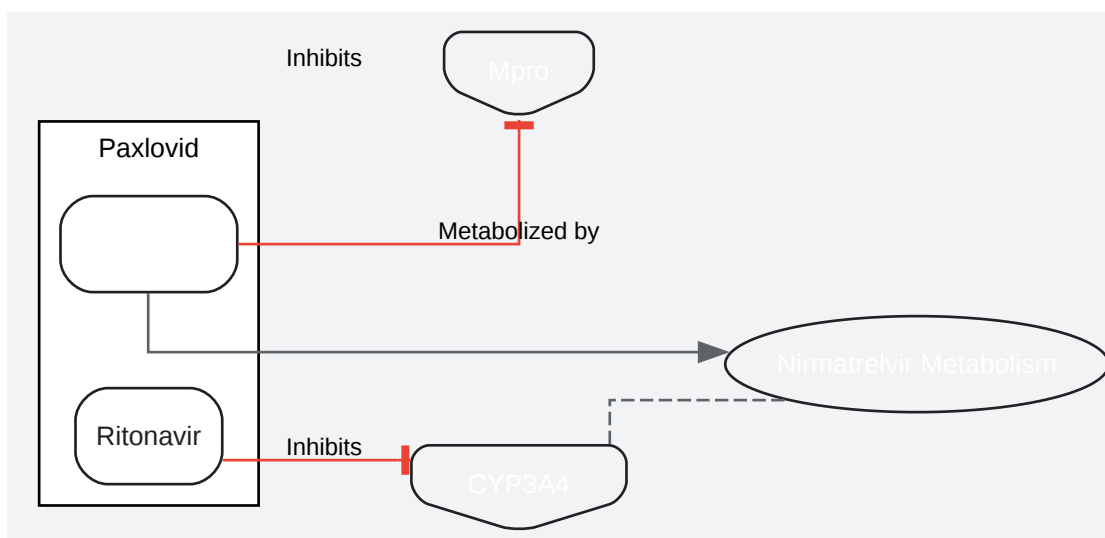 Inhibits
Mpro
Paxlovid
Metabolized by
Nirmatrelvir Metabolism
Ritonavir
Inhibits
CYP3A4